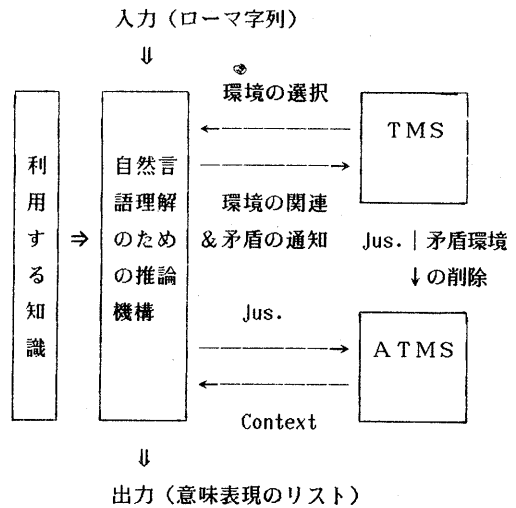 入力（ローマ字列）
⇓
環境の選択
←
TMS
→
利用する知識
⇒
自然言
語理解
のため
の推論
機構
環境の関連
＆矛盾の通知
Jus.｜矛盾環境
↓の削除
Jus.
→
ATMS
←
Context
⇓
出力（意味表現のリスト）